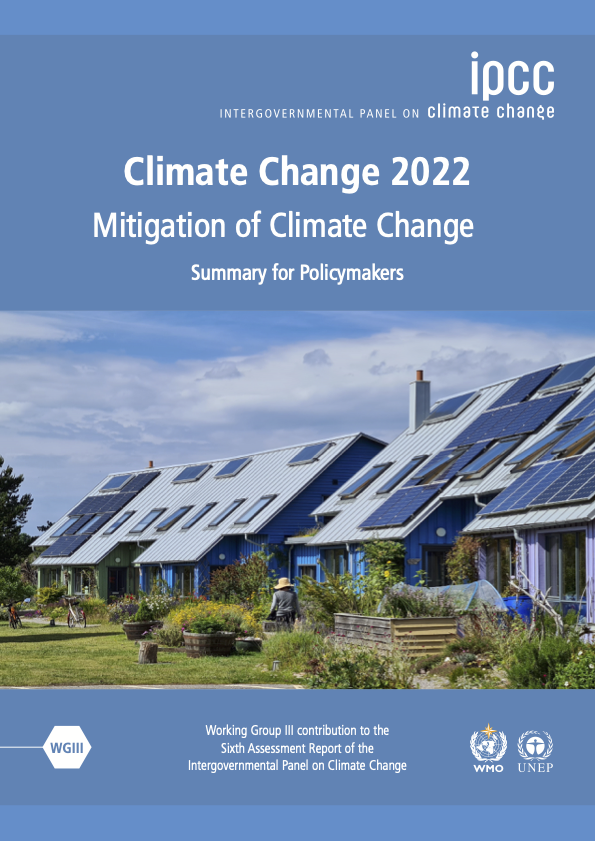 ipcc
INTERGOVERNMENTAL PANEL ON climate change
Climate Change 2022
Mitigation of Climate Change
Summary for Policymakers
WGIII
Working Group III contribution to the
Sixth Assessment Report of the
Intergovernmental Panel on Climate Change
WMO
UNEP